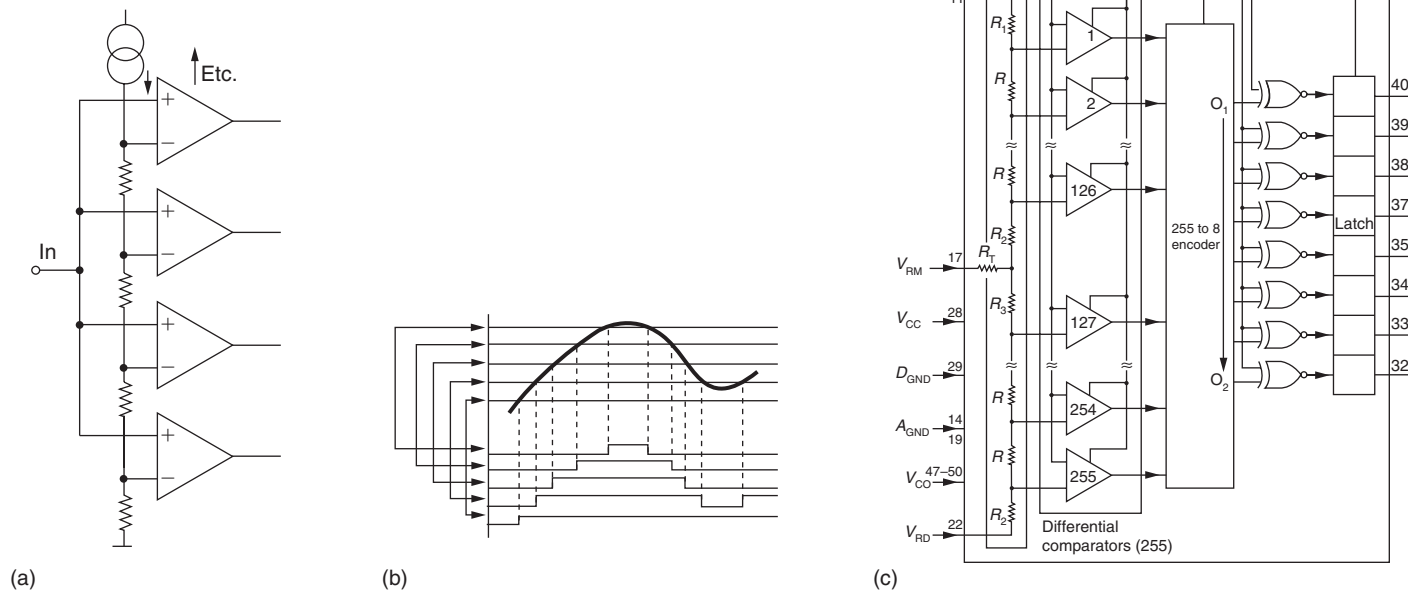 Etc.
+
−
+
−
In
+
−
+
−
(a)
(b)
R1
R
R
R2
RT
R3
R
R
R2
1
2
126
127
254
255
≈ ≈ ≈
≈ ≈ ≈
VRM 17
VCC 28
DGND 29
AGND 14
19
VCO 47–50
VRD 22
255 to 8
encoder
O1
O2
Latch
40
39
38
37
35
34
33
32
Differential
comparators (255)
(c)